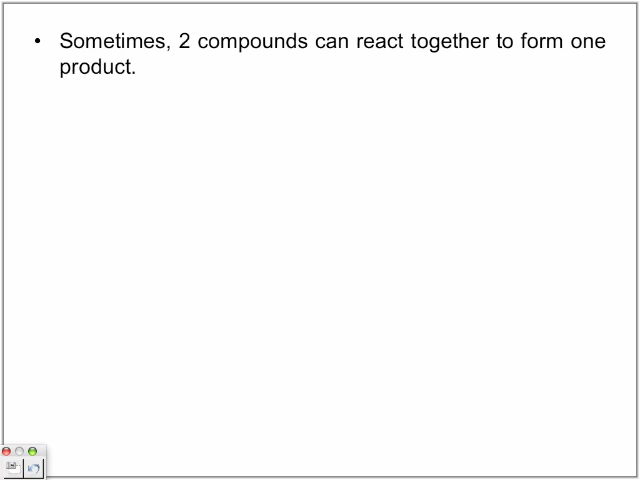 • Sometimes, 2 compounds can react together to form one
product.